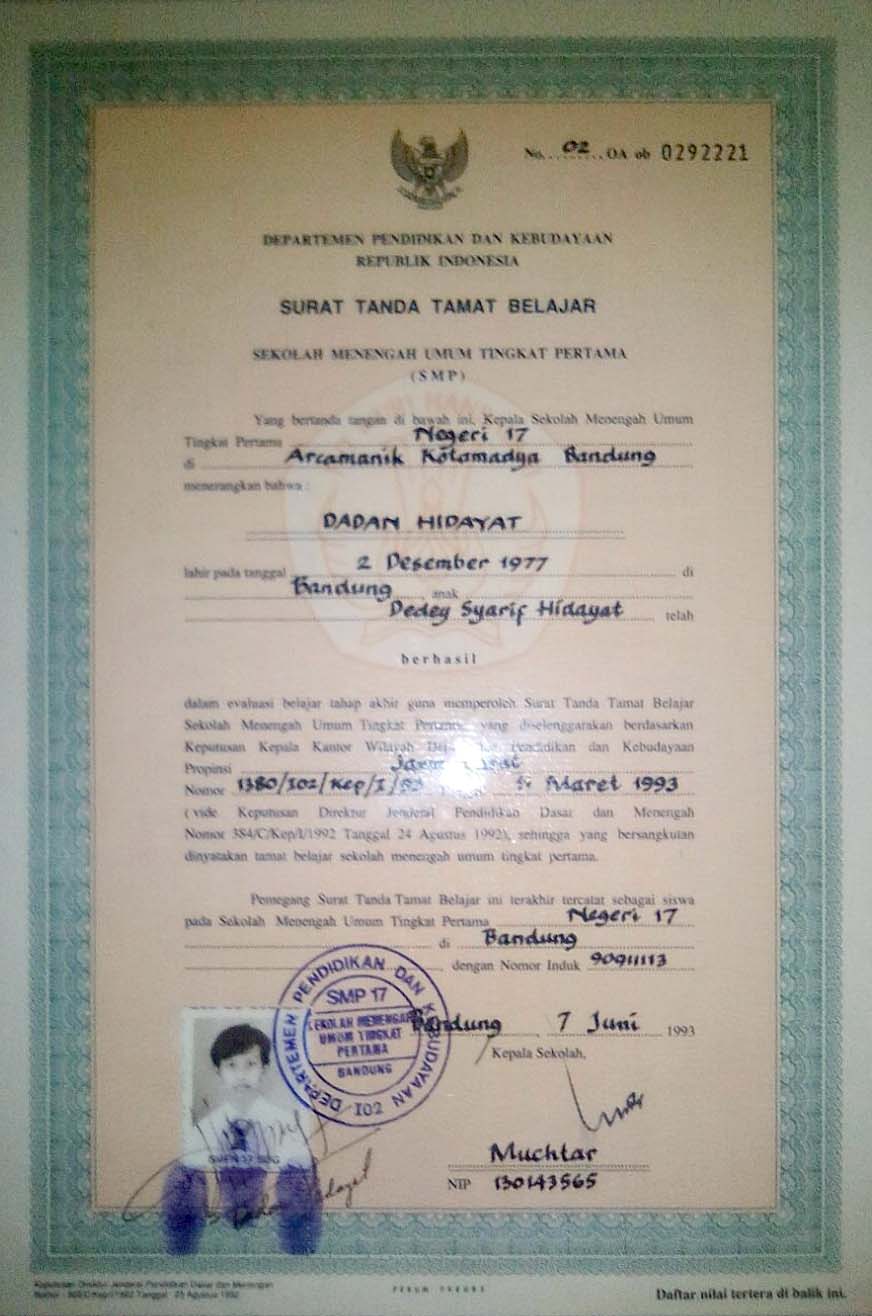 No. 02 .OA ob 0292221
DEPARTEMEN PENDIDIKAN DAN KEBUDAYAAN
REPUBLIK INDONESIA
SURAT TANDA TAMAT BELAJAR
SEKOLAH MENENGAH UMUM TINGKAT PERTAMA
(SMP)
Yang bertanda tangan di bawah ini, Kepala Sekolah Menengah Umum
Tingkat Pertama Negeri 17
di Arcamanik Kotamadya Bandung
menerangkan bahwa :
DADAN HIDAYAT
lahir pada tanggal 2 Desember 1977 di
Bandung anak
Dedey Syarif Hidayat telah
berhasil
dalam evaluasi belajar tahap akhir guna memperoleh Surat Tanda Tamat Belajar
Sekolah Menengah Umum Tingkat Pertama, yang diselenggarakan berdasarkan
Keputusan Kepala Kantor Wilayah Pendidikan dan Kebudayaan
Propinsi
Nomor 1380/I02/Kep/I/93 Maret 1993
( vide Keputusan Direktur Jenderal Pendidikan Dasar dan Menengah
Nomor 384/C/Kep/I/1992 Tanggal 24 Agustus 1992), sehingga yang bersangkutan
dinyatakan tamat belajar sekolah menengah umum tingkat pertama.
Pemegang Surat Tanda Tamat Belajar ini terakhir tercatat sebagai siswa
pada Sekolah Menengah Umum Tingkat Pertama Negeri 17
di Bandung
dengan Nomor Induk 90911113
DEPARTEMEN PENDIDIKAN DAN KEBUDAYAAN
SMP 17
SEKOLAH MENENGAH
UMUM TINGKAT
PERTAMA
BANDUNG
I02
Bandung, 7 Juni 1993
Kepala Sekolah,
Muchtar
NIP 130143565
Keputusan Direktur Jenderal Pendidikan Dasar dan Menengah
Tanggal 25 Agustus 1992
PERUM PERURI
Daftar nilai tertera di balik ini.